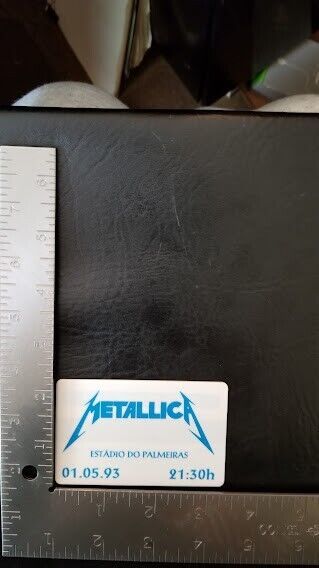 METALLICA
ESTÁDIO DO PALMEIRAS
01.05.93 21:30h